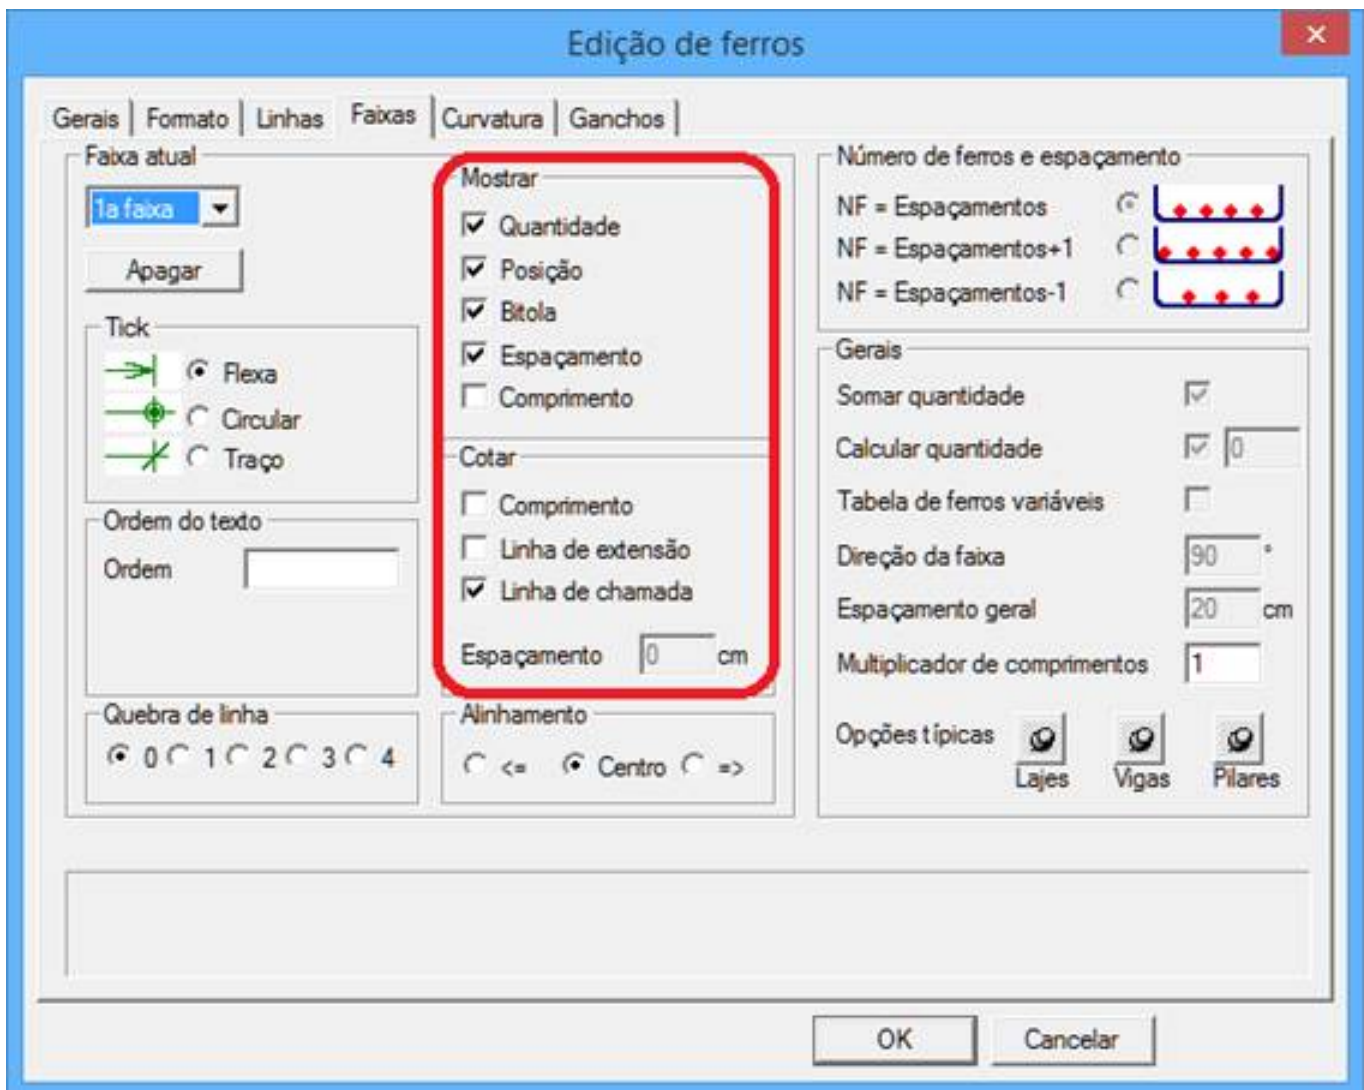 Edição de ferros
Gerais Formato Linhas Faixas Curvatura Ganchos
Faixa atual
1a faixa
Apagar
Tick
Flexa
Circular
Traço
Ordem do texto
Ordem
Quebra de linha
0 1 2 3 4
Mostrar
Quantidade
Posição
Bitola
Espaçamento
Comprimento
Cotar
Comprimento
Linha de extensão
Linha de chamada
Espaçamento 0 cm
Alinhamento
<= Centro =>
Número de ferros e espaçamento
NF = Espaçamentos
NF = Espaçamentos+1
NF = Espaçamentos-1
Gerais
Somar quantidade
Calcular quantidade 0
Tabela de ferros variáveis
Direção da faixa 90 °
Espaçamento geral 20 cm
Multiplicador de comprimentos 1
Opções típicas
Lajes Vigas Pilares
OK Cancelar